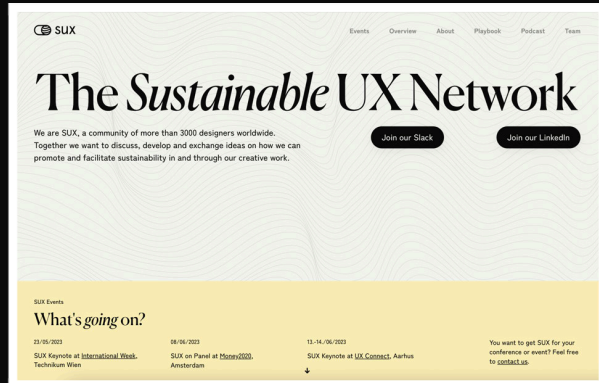 SUX
Events Overview About Playbook Podcast Team
The Sustainable UX Network
We are SUX, a community of more than 3000 designers worldwide.
Together we want to discuss, develop and exchange ideas on how we can
promote and facilitate sustainability in and through our creative work.
Join our Slack
Join our LinkedIn
SUX Events
What's going on?
23/05/2023
SUX Keynote at International Week,
Technikum Wien
08/06/2023
SUX on Panel at Money2020,
Amsterdam
13.-14./06/2023
SUX Keynote at UX Connect, Aarhus
You want to get SUX for your
conference or event? Feel free
to contact us.